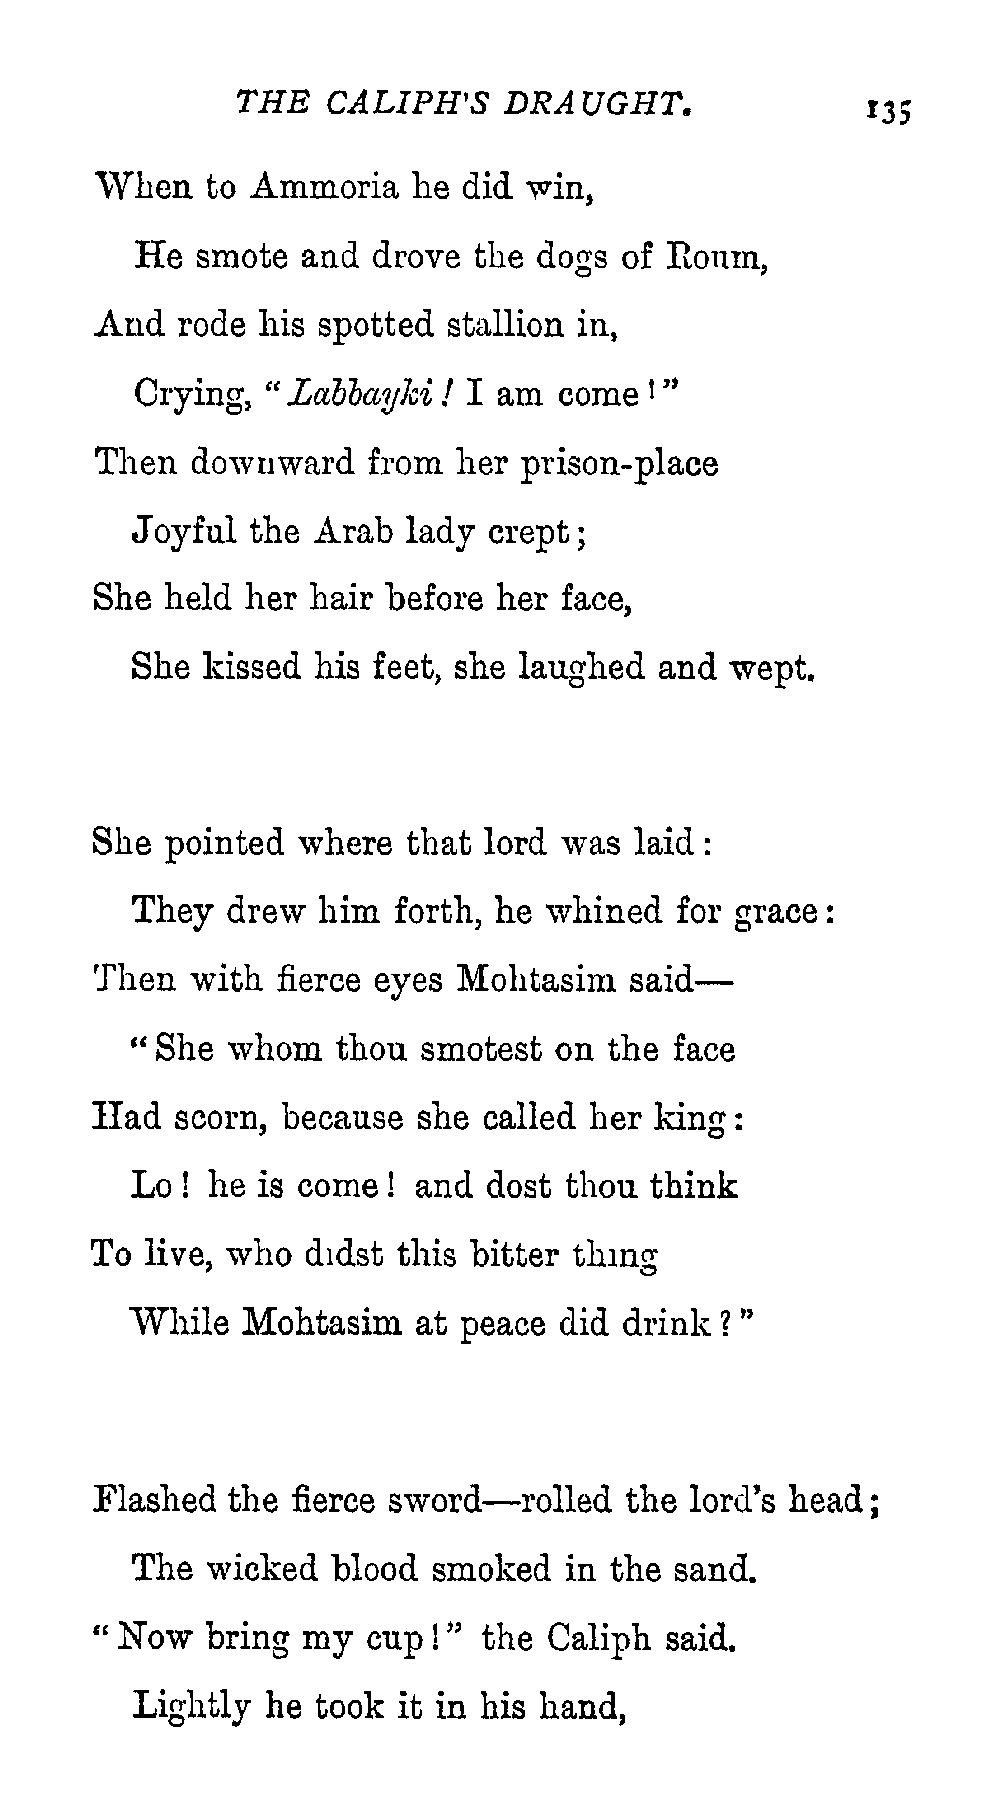 THE CALIPH'S DRAUGHT. 135
When to Ammoria he did win,
He smote and drove the dogs of Roum,
And rode his spotted stallion in,
Crying, "Labbayki! I am come!"
Then downward from her prison-place
Joyful the Arab lady crept;
She held her hair before her face,
She kissed his feet, she laughed and wept.
She pointed where that lord was laid:
They drew him forth, he whined for grace:
Then with fierce eyes Mohtasim said—
"She whom thou smotest on the face
Had scorn, because she called her king:
Lo! he is come! and dost thou think
To live, who didst this bitter thing
While Mohtasim at peace did drink?"
Flashed the fierce sword—rolled the lord's head;
The wicked blood smoked in the sand.
"Now bring my cup!" the Caliph said.
Lightly he took it in his hand,